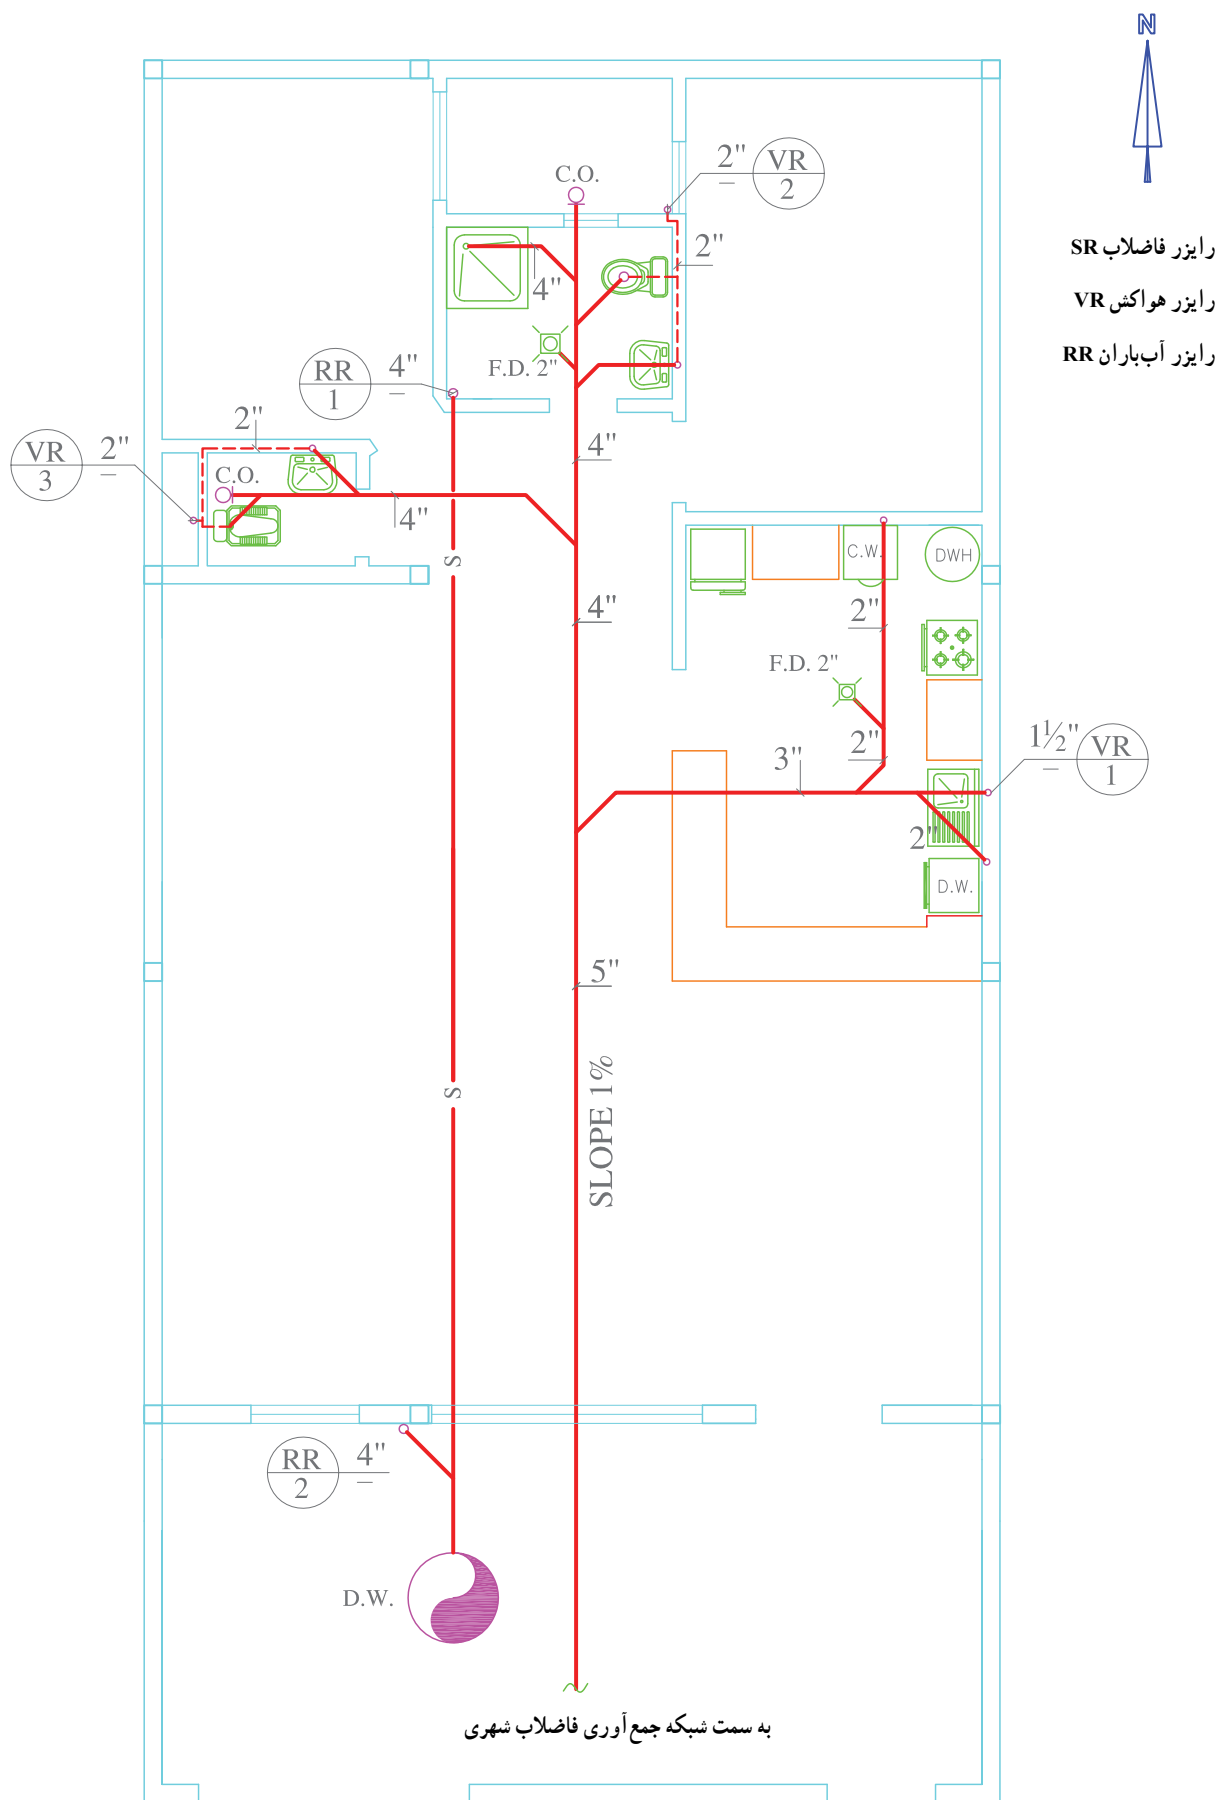 N
C.O.
2" VR
2
رایزر فاضلاب SR
2"
4"
رایزر هواکش VR
F.D. 2"
رایزر آب‌باران RR
RR 4"
1
2"
4"
VR 2"
3
C.O.
4"
C.W.
DWH
S
4"
2"
F.D. 2"
1½" VR
1
2"
3"
2"
D.W.
5"
SLOPE 1%
S
RR 4"
2
D.W.
به سمت شبکه جمع‌آوری فاضلاب شهری